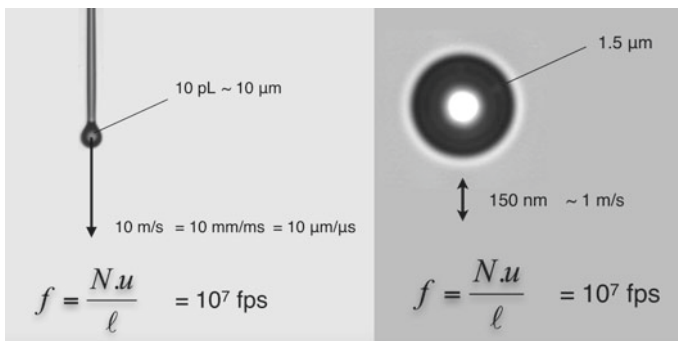 10 pL ~ 10 µm
10 m/s = 10 mm/ms = 10 µm/µs
f = N.u / ℓ = 10⁷ fps
1.5 µm
150 nm ~ 1 m/s
f = N.u / ℓ = 10⁷ fps